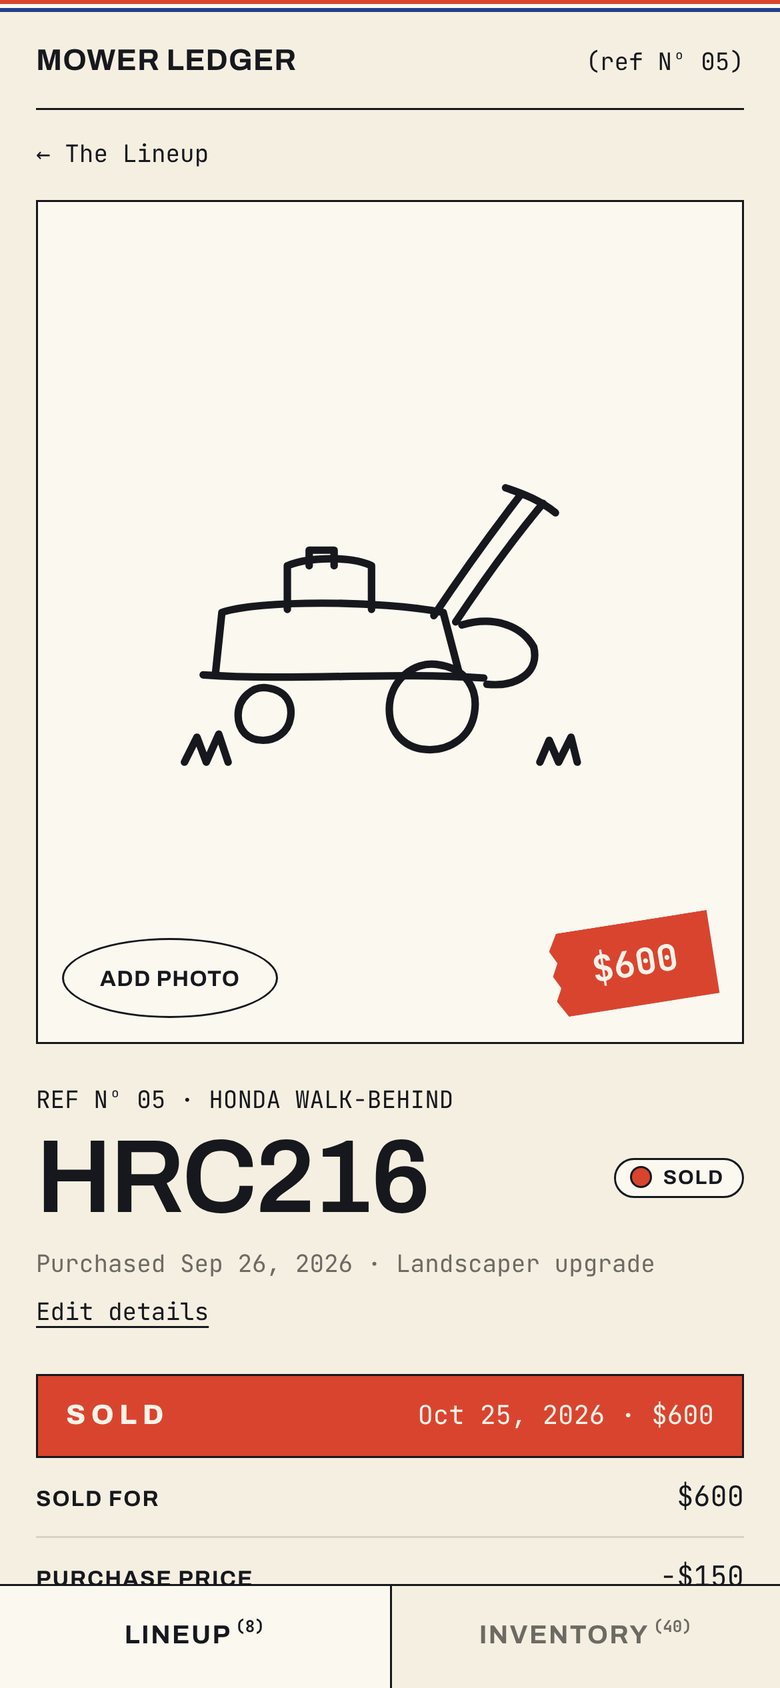 MOWER LEDGER (ref Nº 05)
← The Lineup
$600
ADD PHOTO
REF Nº 05 · HONDA WALK-BEHIND
HRC216
SOLD
Purchased Sep 26, 2026 · Landscaper upgrade
Edit details
SOLD Oct 25, 2026 · $600
SOLD FOR $600
PURCHASE PRICE -$150
LINEUP (8) INVENTORY (40)